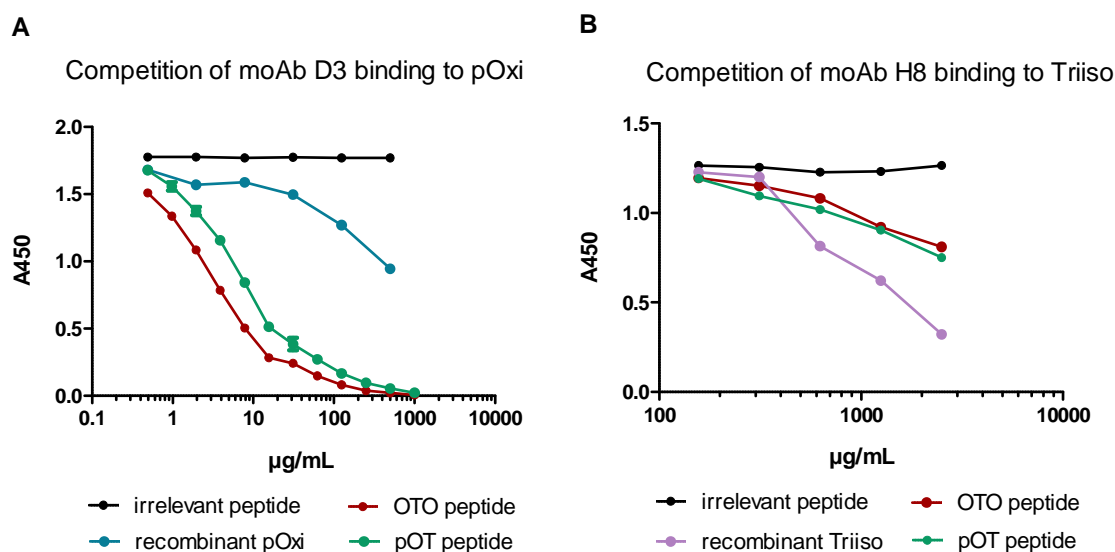 A
Competition of moAb D3 binding to pOxi
2.0
1.5
1.0
0.5
0.0
A450
0.1
1
10
100
1000
10000
µg/mL
irrelevant peptide
OTO peptide
recombinant pOxi
pOT peptide
B
Competition of moAb H8 binding to Triiso
1.5
1.0
0.5
0.0
A450
100
1000
10000
µg/mL
irrelevant peptide
OTO peptide
recombinant Triiso
pOT peptide